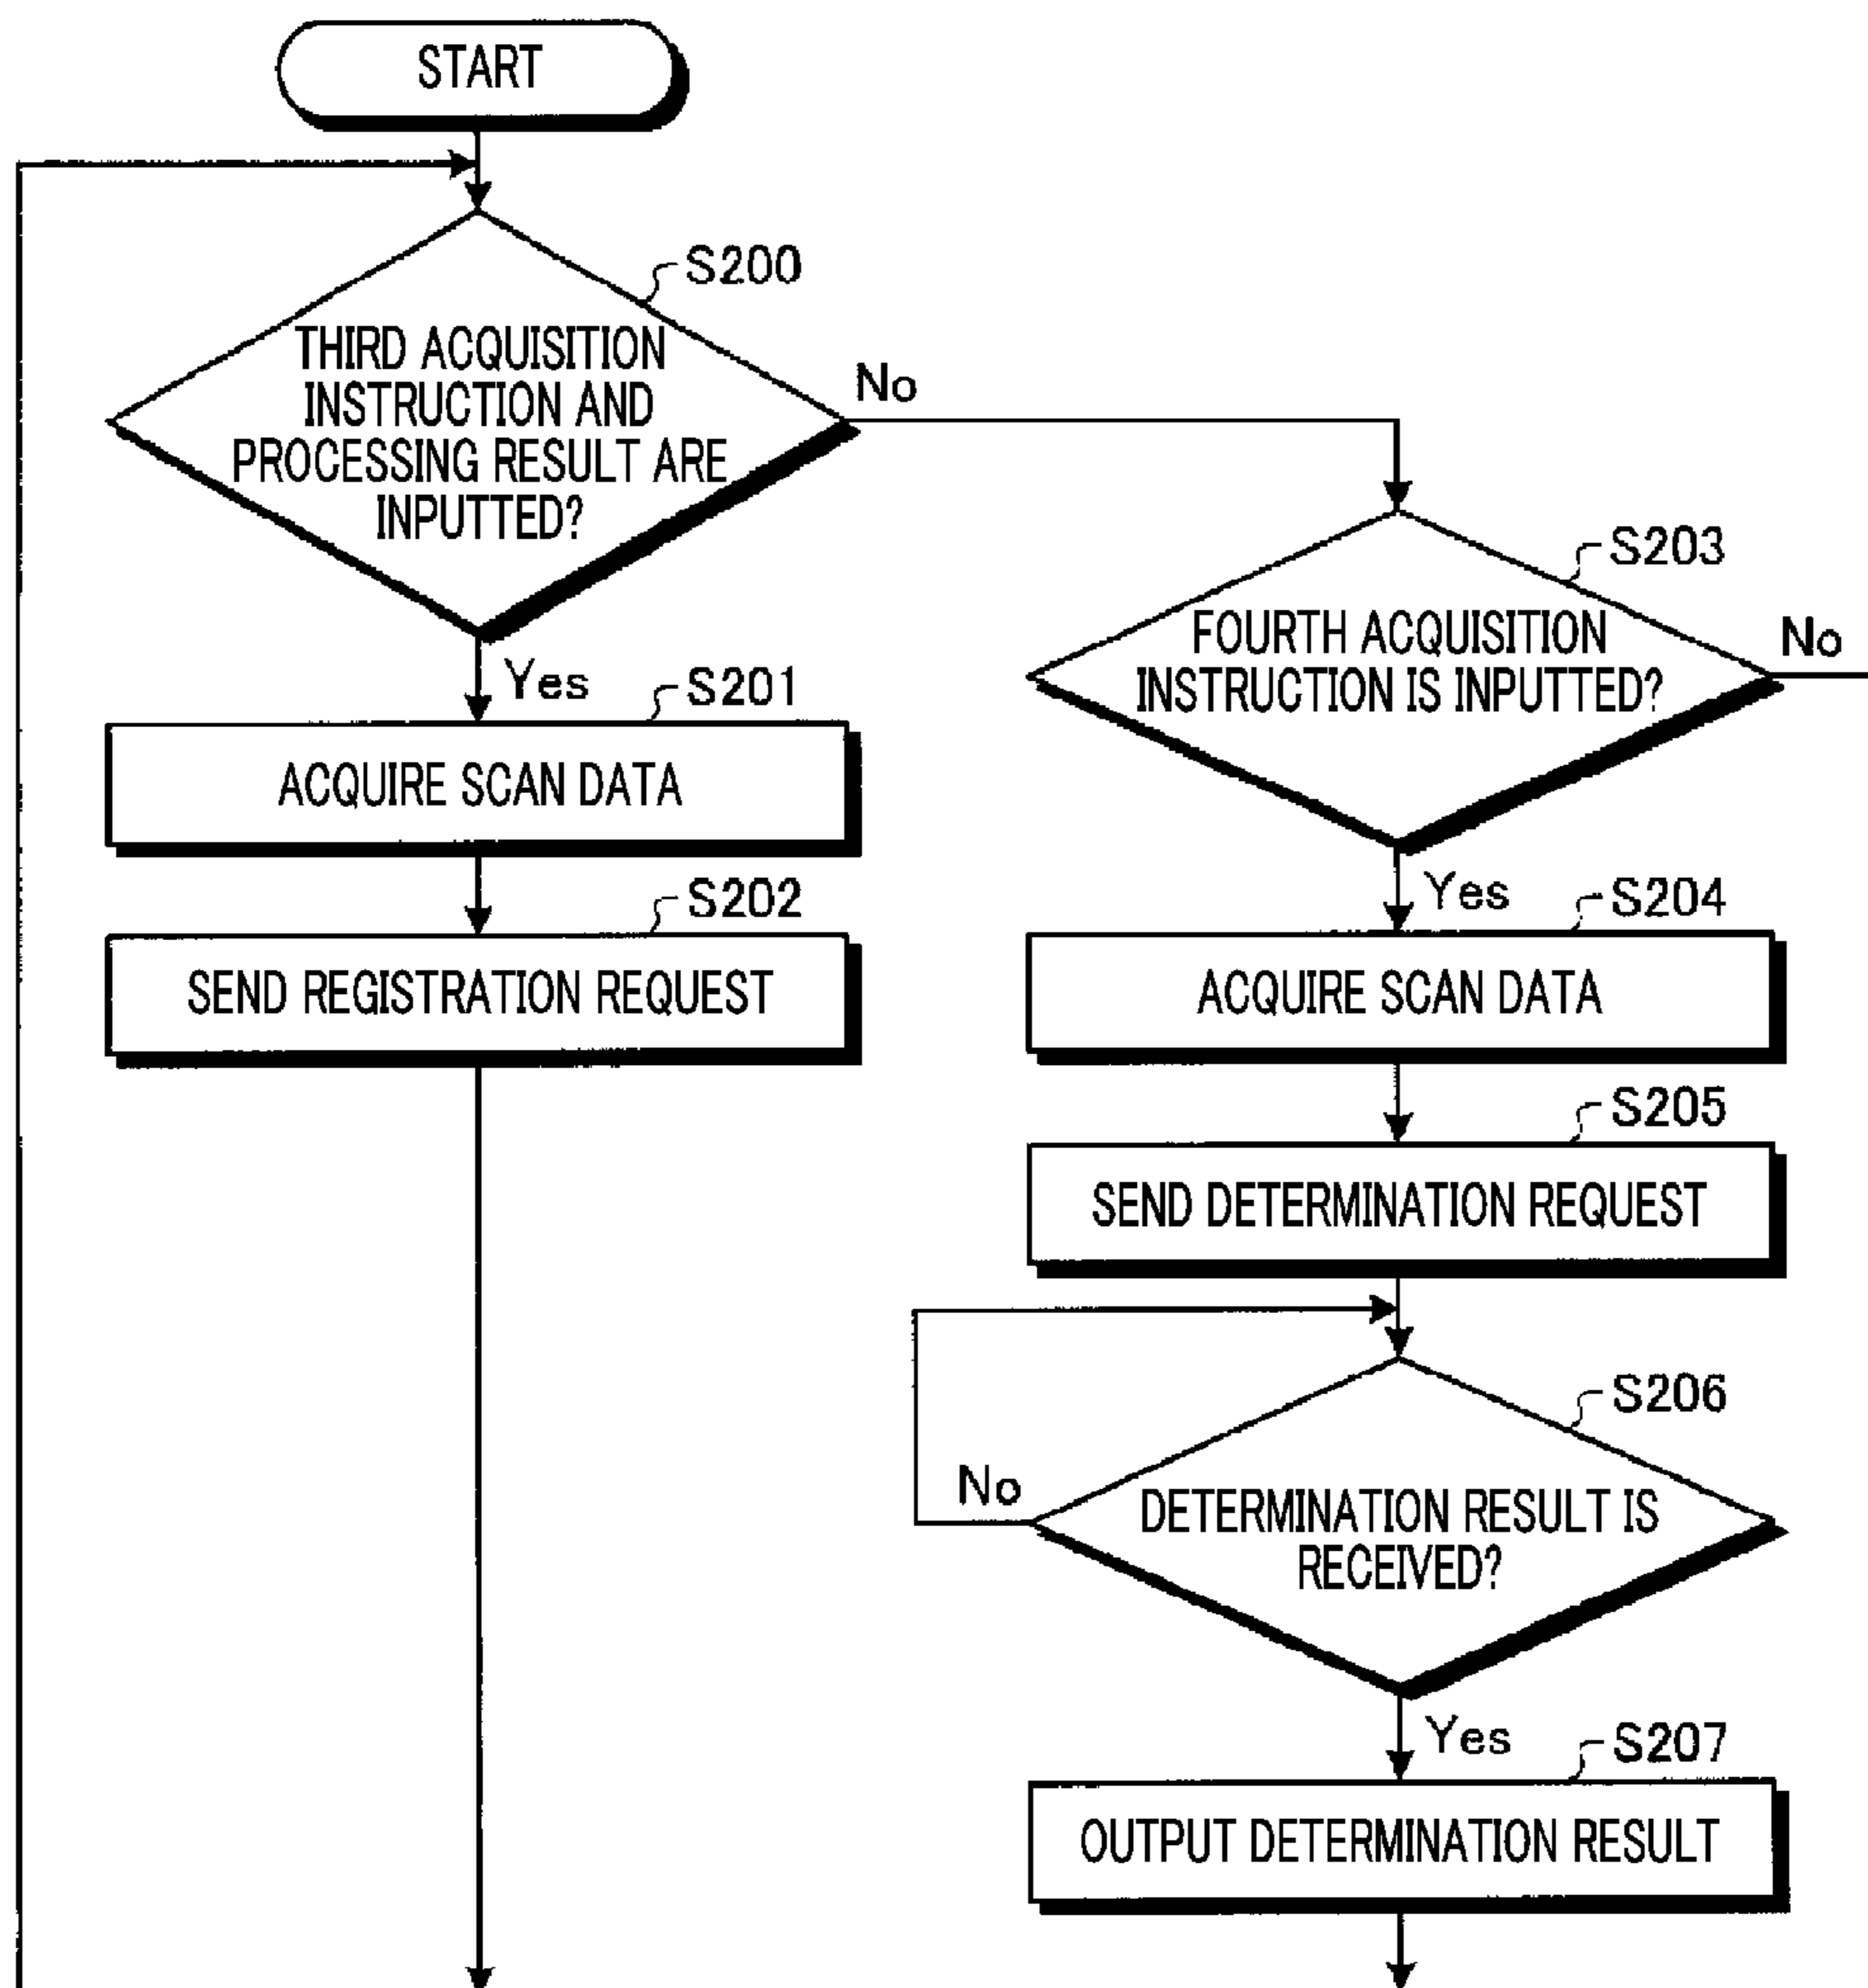 START
S200
THIRD ACQUISITION
INSTRUCTION AND
PROCESSING RESULT ARE
INPUTTED?
No
Yes
S201
ACQUIRE SCAN DATA
S202
SEND REGISTRATION REQUEST
S203
FOURTH ACQUISITION
INSTRUCTION IS INPUTTED?
No
Yes
S204
ACQUIRE SCAN DATA
S205
SEND DETERMINATION REQUEST
S206
DETERMINATION RESULT IS
RECEIVED?
No
Yes
S207
OUTPUT DETERMINATION RESULT